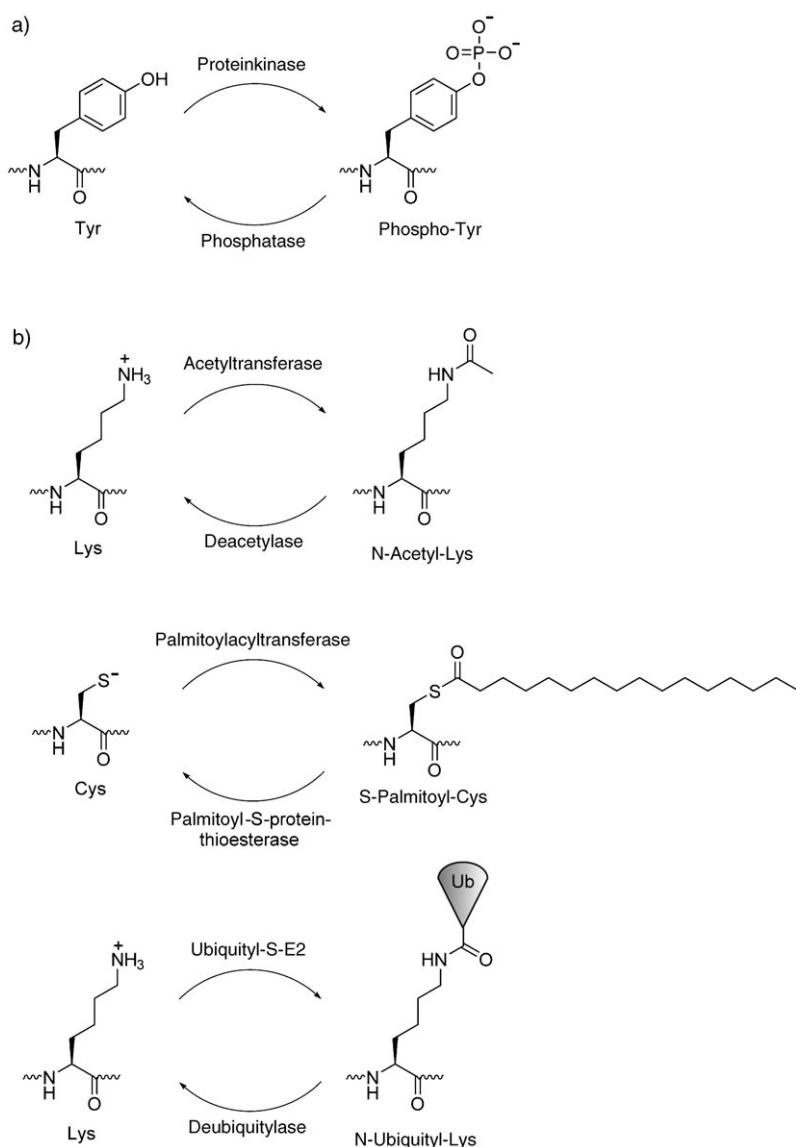 a)
OH
N
H
O
Tyr
Proteinkinase
Phosphatase
O-
O=P-O-
O
N
H
O
Phospho-Tyr
b)
+
NH3
N
H
O
Lys
Acetyltransferase
Deacetylase
O
HN
N
H
O
N-Acetyl-Lys
S-
N
H
O
Cys
Palmitoylacyltransferase
Palmitoyl-S-protein-
thioesterase
O
S
N
H
O
S-Palmitoyl-Cys
+
NH3
N
H
O
Lys
Ubiquityl-S-E2
Deubiquitylase
Ub
HN
O
N
H
O
N-Ubiquityl-Lys